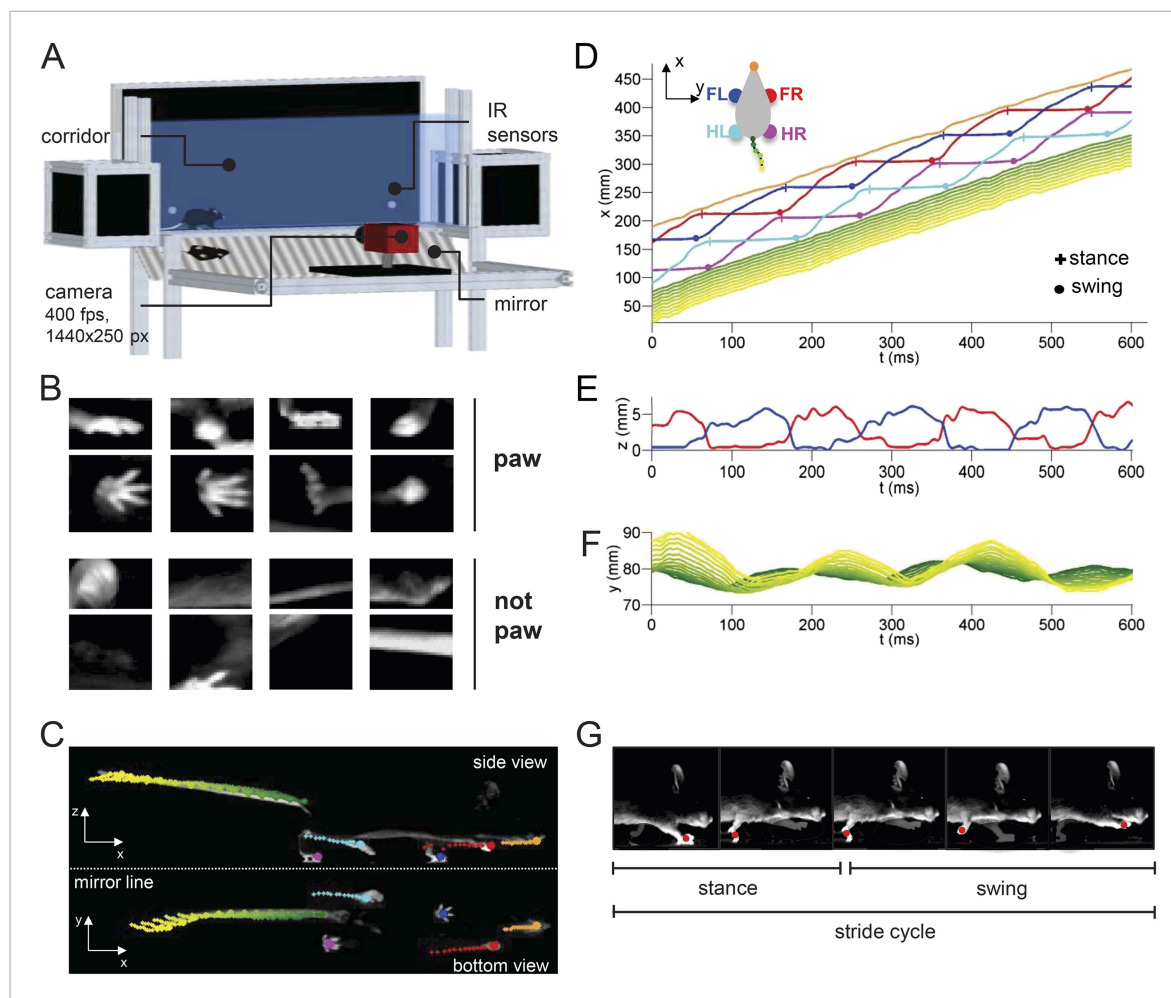 A
corridor
IR
sensors
camera
400 fps,
1440x250 px
mirror
B
paw
not
paw
C
side view
z
x
mirror line
y
x
bottom view
D
x
y
FL
FR
HL
HR
450
400
350
300
250
200
150
100
50
x (mm)
stance
swing
0 100 200 300 400 500 600
t (ms)
E
5
0
z (mm)
0 100 200 300 400 500 600
t (ms)
F
90
80
70
y (mm)
0 100 200 300 400 500 600
t (ms)
G
stance
swing
stride cycle